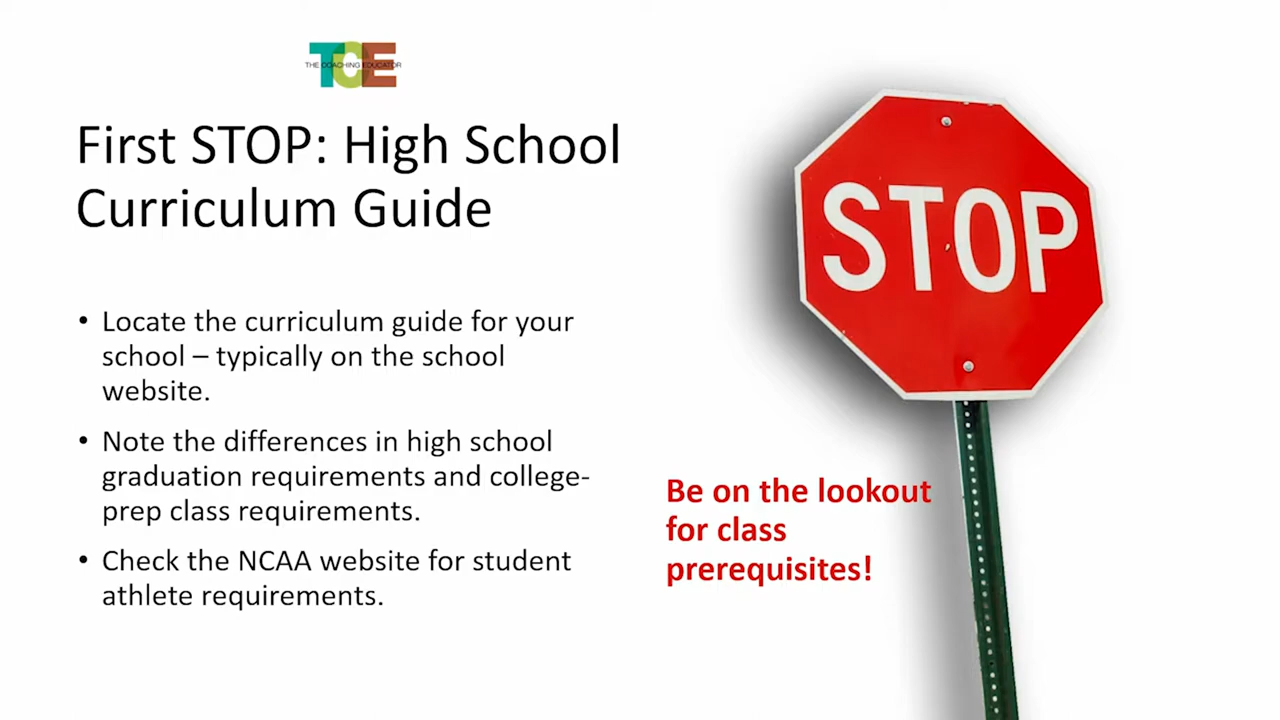 TCE
THE COACHING EDUCATOR
First STOP: High School
Curriculum Guide
• Locate the curriculum guide for your
school – typically on the school
website.
• Note the differences in high school
graduation requirements and college-
prep class requirements.
• Check the NCAA website for student
athlete requirements.
STOP
Be on the lookout
for class
prerequisites!